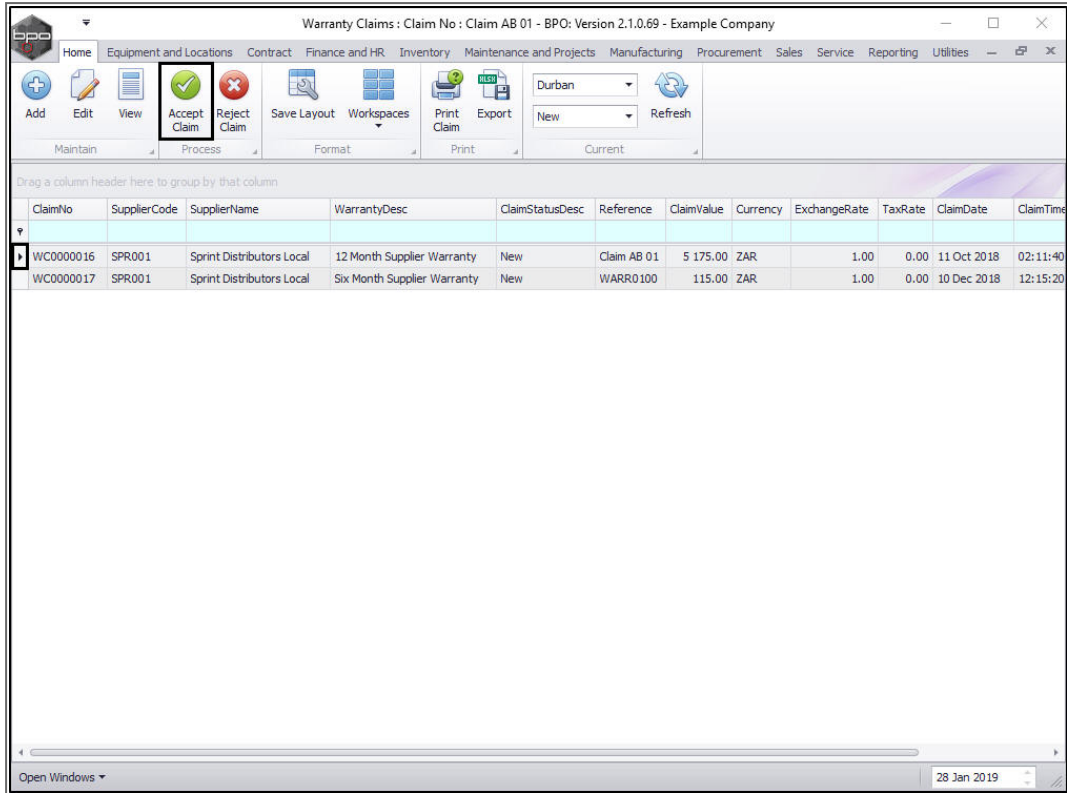 Warranty Claims : Claim No : Claim AB 01 - BPO: Version 2.1.0.69 - Example Company
bpo
Home Equipment and Locations Contract Finance and HR Inventory Maintenance and Projects Manufacturing Procurement Sales Service Reporting Utilities
Add Edit View Accept Claim Reject Claim Save Layout Workspaces Print Claim XLSX Export Durban New Refresh
Maintain Process Format Print Current
Drag a column header here to group by that column
ClaimNo SupplierCode SupplierName WarrantyDesc ClaimStatusDesc Reference ClaimValue Currency ExchangeRate TaxRate ClaimDate ClaimTime
WC0000016 SPR001 Sprint Distributors Local 12 Month Supplier Warranty New Claim AB 01 5 175.00 ZAR 1.00 0.00 11 Oct 2018 02:11:40
WC0000017 SPR001 Sprint Distributors Local Six Month Supplier Warranty New WARR0100 115.00 ZAR 1.00 0.00 10 Dec 2018 12:15:20
Open Windows 28 Jan 2019